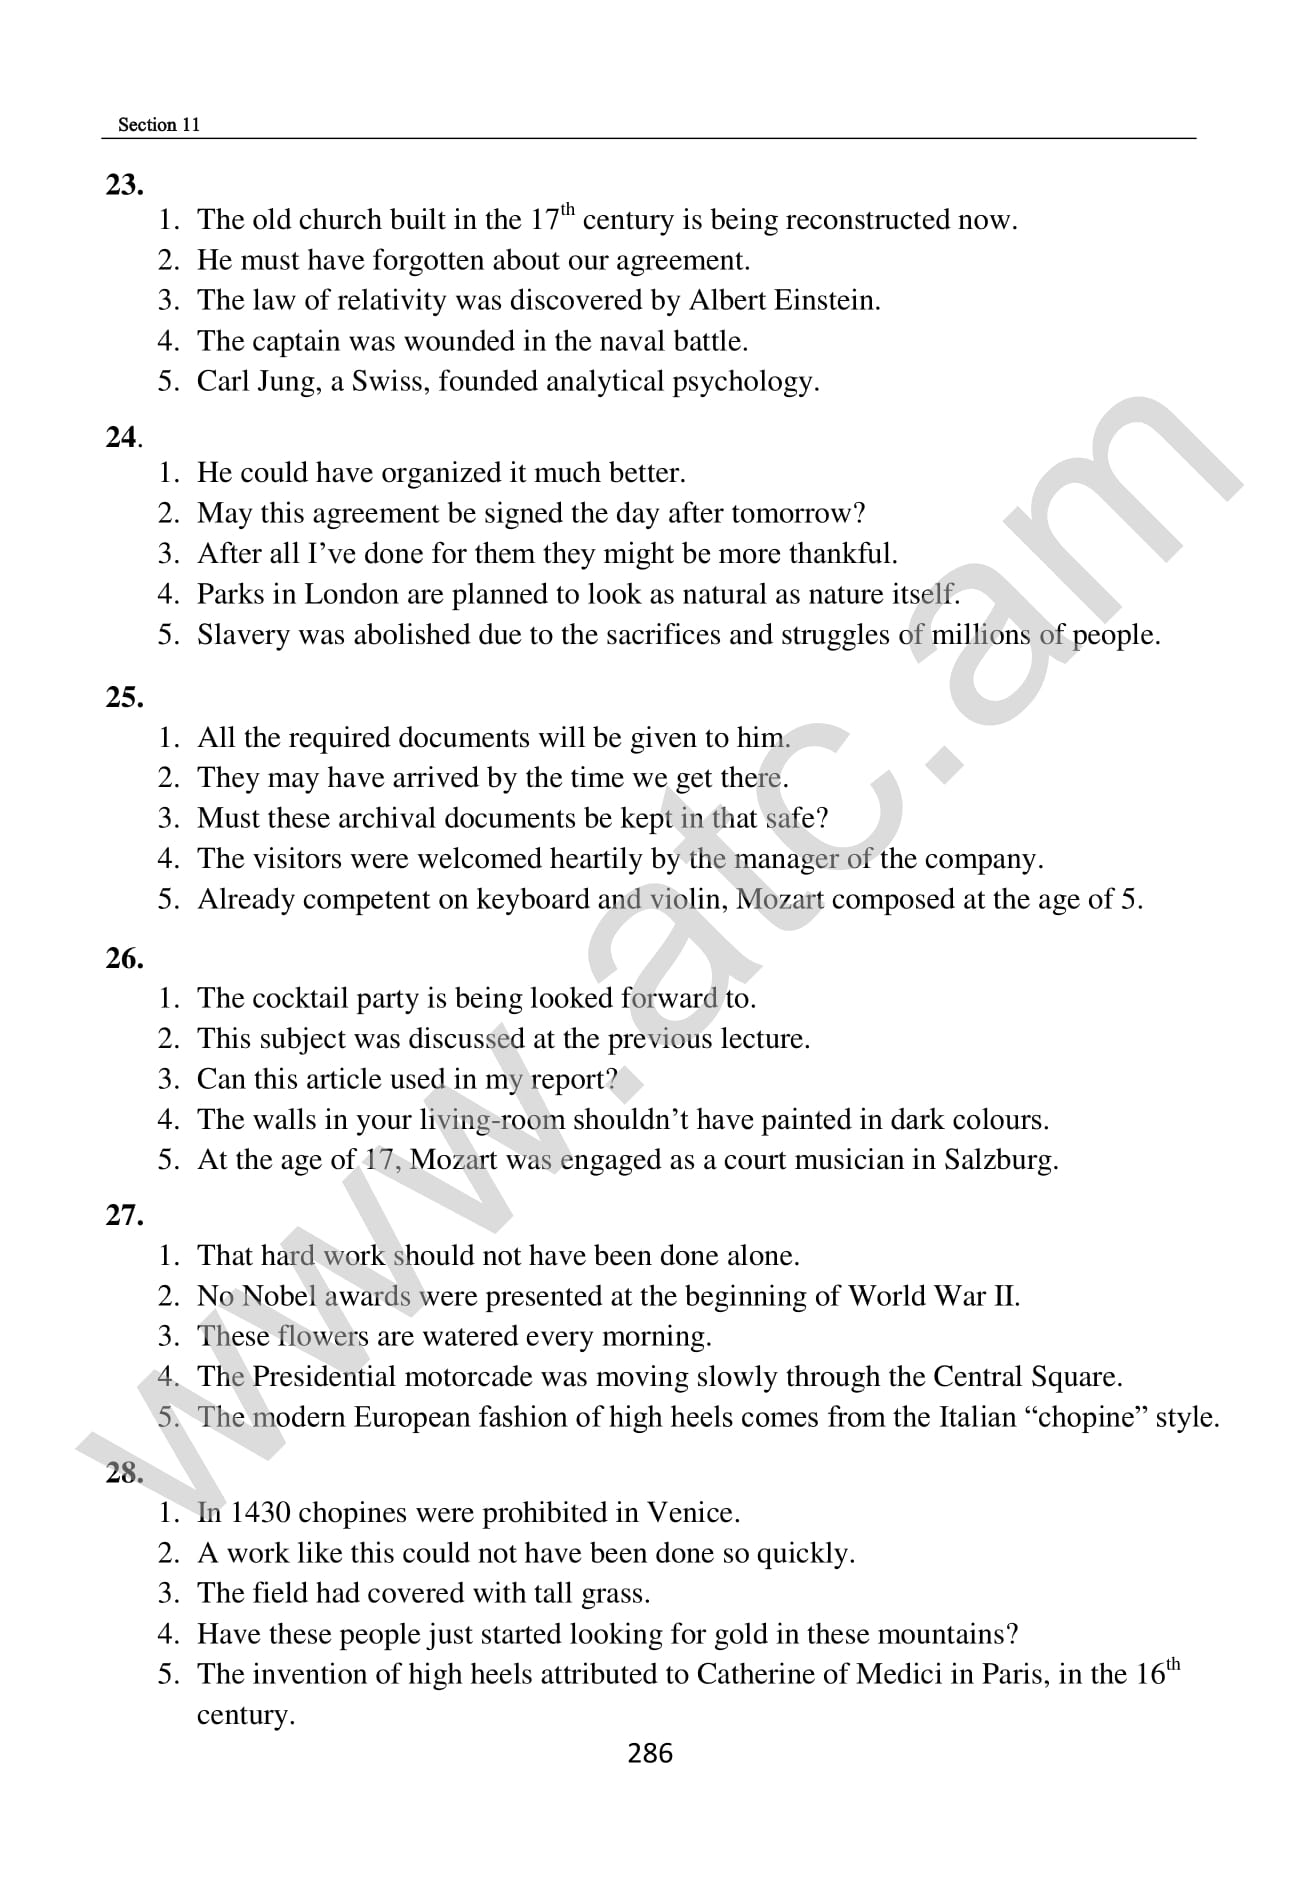 Section 11
23.
1. The old church built in the 17th century is being reconstructed now.
2. He must have forgotten about our agreement.
3. The law of relativity was discovered by Albert Einstein.
4. The captain was wounded in the naval battle.
5. Carl Jung, a Swiss, founded analytical psychology.
24.
1. He could have organized it much better.
2. May this agreement be signed the day after tomorrow?
3. After all I’ve done for them they might be more thankful.
4. Parks in London are planned to look as natural as nature itself.
5. Slavery was abolished due to the sacrifices and struggles of millions of people.
25.
1. All the required documents will be given to him.
2. They may have arrived by the time we get there.
3. Must these archival documents be kept in that safe?
4. The visitors were welcomed heartily by the manager of the company.
5. Already competent on keyboard and violin, Mozart composed at the age of 5.
26.
1. The cocktail party is being looked forward to.
2. This subject was discussed at the previous lecture.
3. Can this article used in my report?
4. The walls in your living-room shouldn’t have painted in dark colours.
5. At the age of 17, Mozart was engaged as a court musician in Salzburg.
27.
1. That hard work should not have been done alone.
2. No Nobel awards were presented at the beginning of World War II.
3. These flowers are watered every morning.
4. The Presidential motorcade was moving slowly through the Central Square.
5. The modern European fashion of high heels comes from the Italian “chopine” style.
28.
1. In 1430 chopines were prohibited in Venice.
2. A work like this could not have been done so quickly.
3. The field had covered with tall grass.
4. Have these people just started looking for gold in these mountains?
5. The invention of high heels attributed to Catherine of Medici in Paris, in the 16th
century.
286
www.atc.am